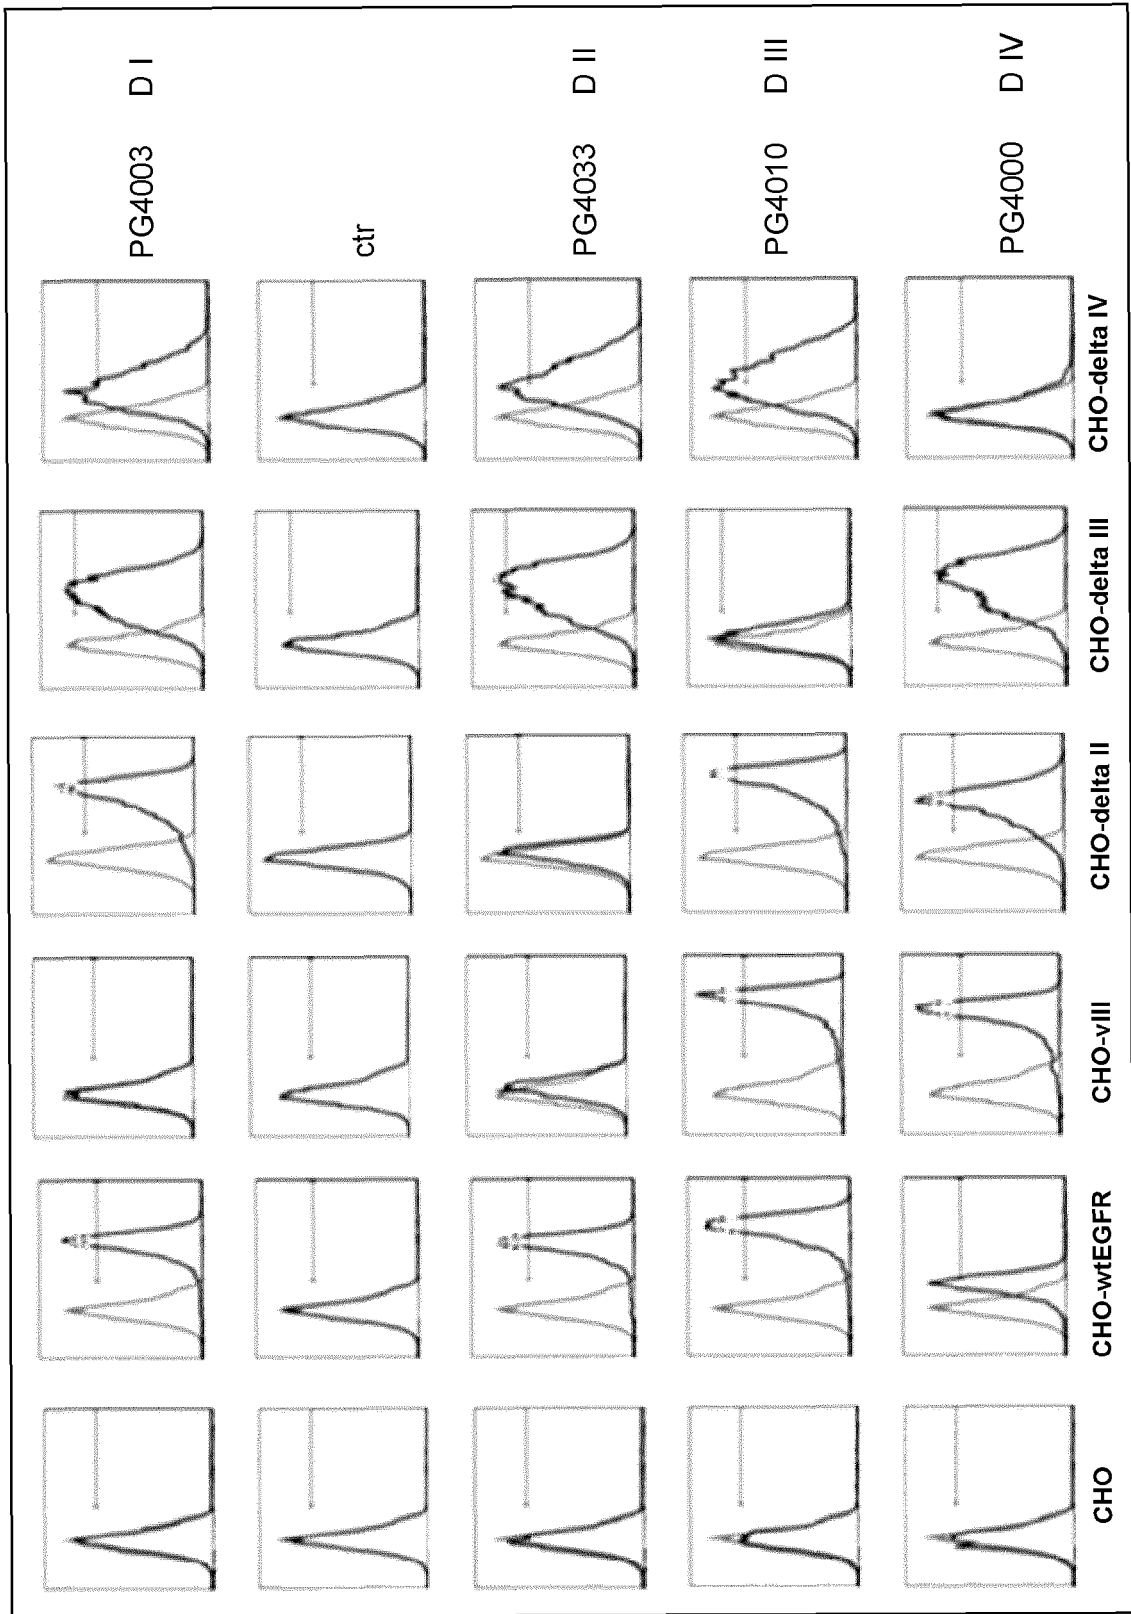 PG4003 D I
ctr
PG4033 D II
PG4010 D III
PG4000 D IV
CHO
CHO-wtEGFR
CHO-vIII
CHO-delta II
CHO-delta III
CHO-delta IV